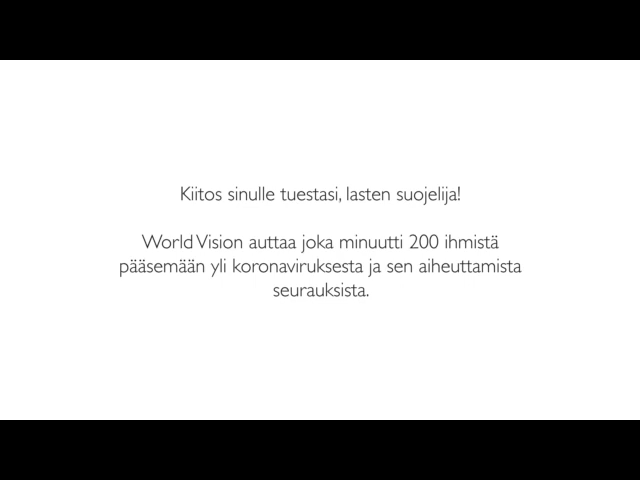 Kiitos sinulle tuestasi, lasten suojelija!
World Vision auttaa joka minuutti 200 ihmistä
pääsemään yli koronaviruksesta ja sen aiheuttamista
seurauksista.